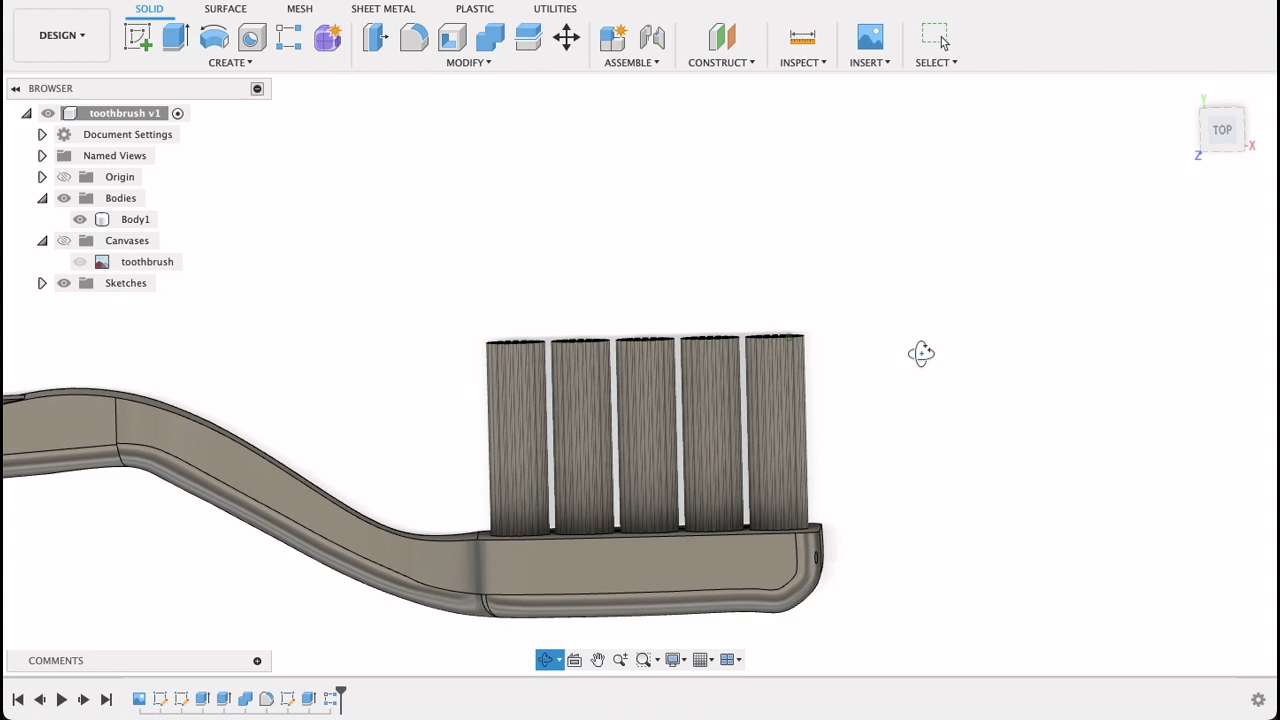 SOLID SURFACE MESH SHEET METAL PLASTIC UTILITIES
DESIGN
CREATE MODIFY ASSEMBLE CONSTRUCT INSPECT INSERT SELECT
BROWSER
toothbrush v1
Document Settings
Named Views
Origin
Bodies
Body1
Canvases
toothbrush
Sketches
Y
TOP
X
Z
COMMENTS